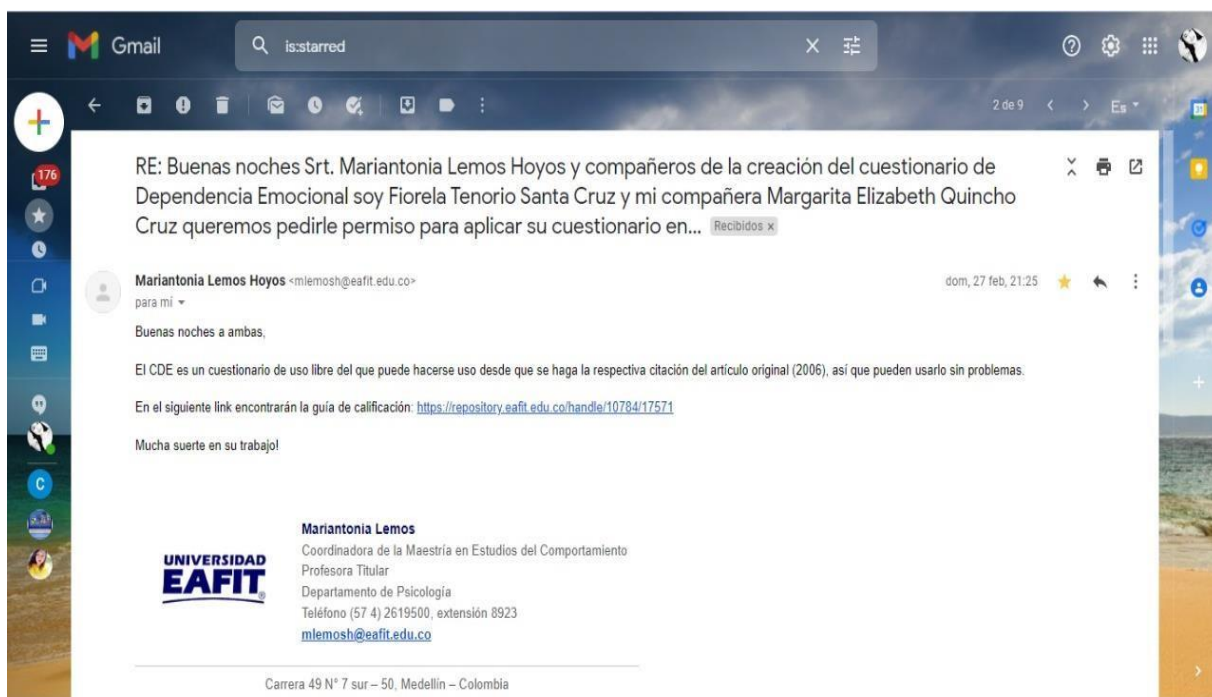 Gmail
is:starred
2 de 9
Es
31
176
RE: Buenas noches Srt. Mariantonia Lemos Hoyos y compañeros de la creación del cuestionario de
Dependencia Emocional soy Fiorela Tenorio Santa Cruz y mi compañera Margarita Elizabeth Quincho
Cruz queremos pedirle permiso para aplicar su cuestionario en... Recibidos x
Mariantonia Lemos Hoyos <mlemosh@eafit.edu.co> dom, 27 feb, 21:25
para mí
Buenas noches a ambas,
El CDE es un cuestionario de uso libre del que puede hacerse uso desde que se haga la respectiva citación del artículo original (2006), así que pueden usarlo sin problemas.
En el siguiente link encontrarán la guía de calificación: https://repository.eafit.edu.co/handle/10784/17571
Mucha suerte en su trabajo!
C
UNIVERSIDAD
EAFIT
Mariantonia Lemos
Coordinadora de la Maestría en Estudios del Comportamiento
Profesora Titular
Departamento de Psicología
Teléfono (57 4) 2619500, extensión 8923
mlemosh@eafit.edu.co
Carrera 49 N° 7 sur – 50, Medellín – Colombia